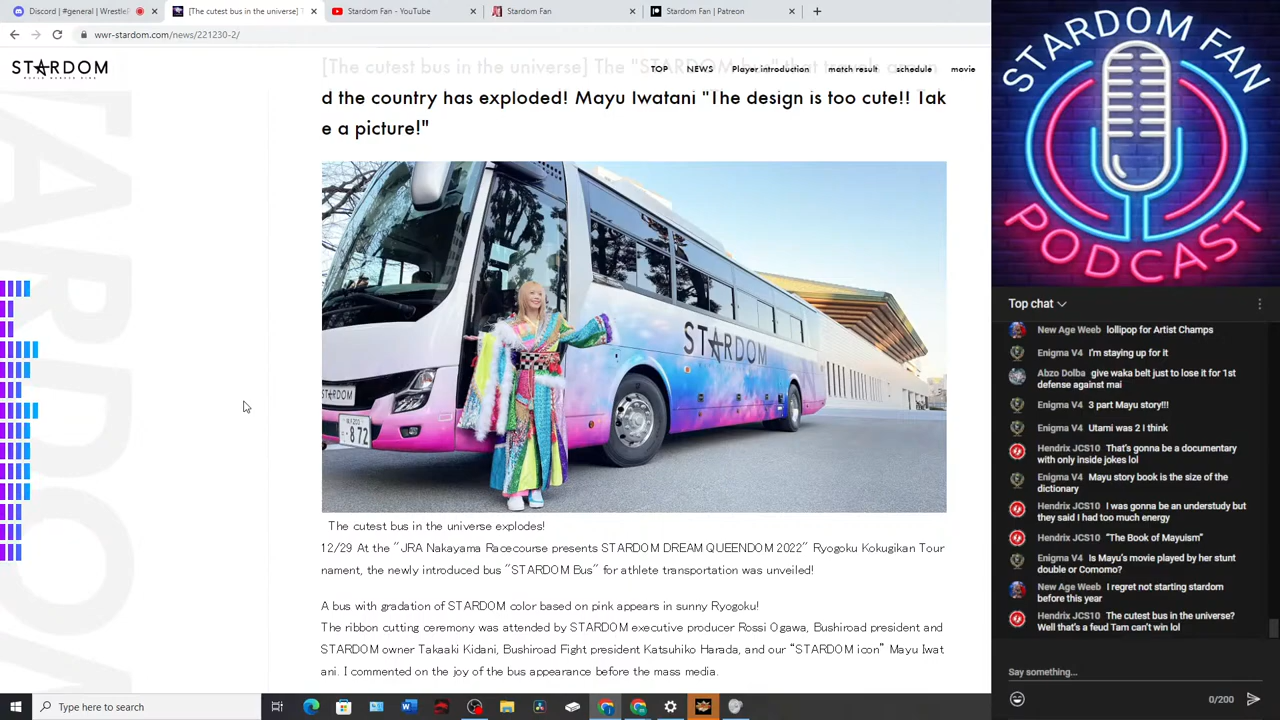 Discord | #general | Wrestle
[The cutest bus in the universe] T
Stardom Fan - YouTube
Stardom Fan
Stardom Fan | Patreon
wwr-stardom.com/news/221230-2/
STARDOM
TOP NEWS Player introduction match result schedule movie
[The cutest bus in the universe] The "STARDOM
d the country has exploded! Mayu Iwatani "The design is too cute!! Tak
e a picture!"
STARDOM
STARDOM
872
The cutest bus in the universe explodes!
12/29 At the "JRA Nakayama Racecourse presents STARDOM DREAM QUEENDOM 2022" Ryogoku Kokugikan Tour
nament, the newly introduced bus "STARDOM Bus" for athlete transportation was unveiled!
A bus with gradation of STARDOM color based on pink appears in sunny Ryogoku!
The unveiling ceremony was attended by STARDOM executive producer Rossi Ogawa, Bushiroad president and
STARDOM owner Takaaki Kidani, Bushiroad Fight president Katsuhiko Harada, and our "STARDOM icon" Mayu Iwat
ani. I commented on the joy of the bus appearance before the mass media.
Type here to search
STARDOM FAN
PODCAST
Top chat
New Age Weeb lollipop for Artist Champs
Enigma V4 I'm staying up for it
Abzo Dolba give waka belt just to lose it for 1st
defense against mai
Enigma V4 3 part Mayu story!!!
Enigma V4 Utami was 2 I think
Hendrix JCS10 That's gonna be a documentary
with only inside jokes lol
Enigma V4 Mayu story book is the size of the
dictionary
Hendrix JCS10 I was gonna be an understudy but
they said I had too much energy
Hendrix JCS10 "The Book of Mayuism"
Enigma V4 Is Mayu's movie played by her stunt
double or Comomo?
New Age Weeb I regret not starting stardom
before this year
Hendrix JCS10 The cutest bus in the universe?
Well that's a feud Tam can't win lol
Say something...
0/200